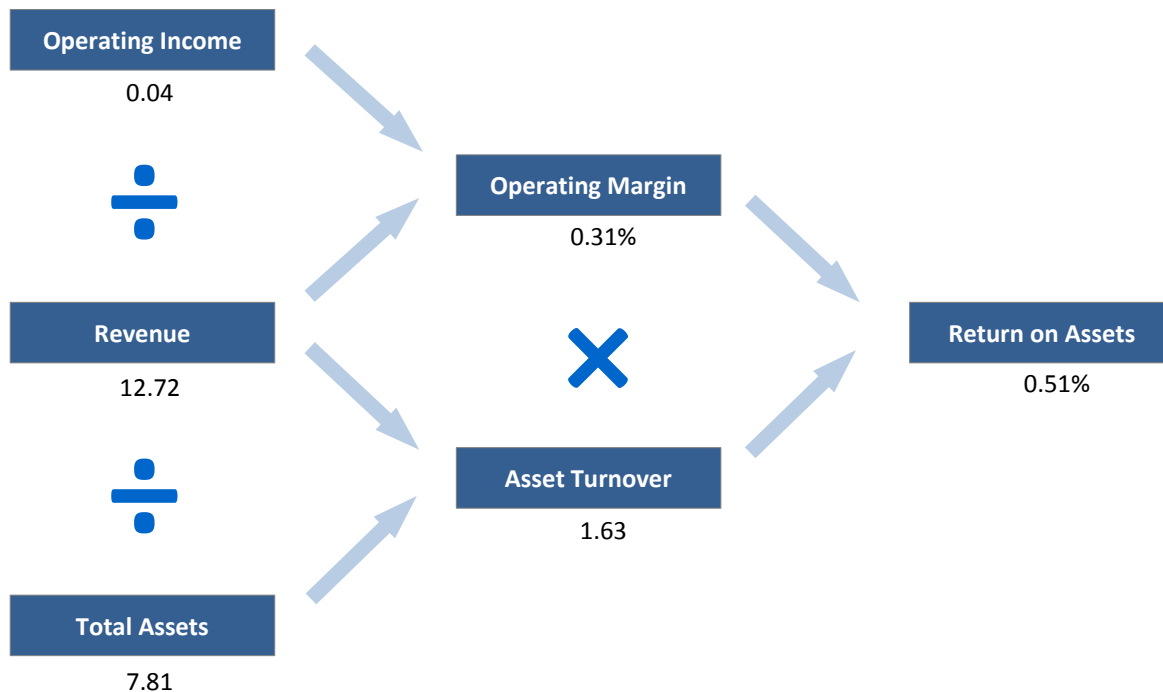 Operating Income
0.04
Operating Margin
0.31%
Revenue
12.72
Return on Assets
0.51%
Asset Turnover
1.63
Total Assets
7.81